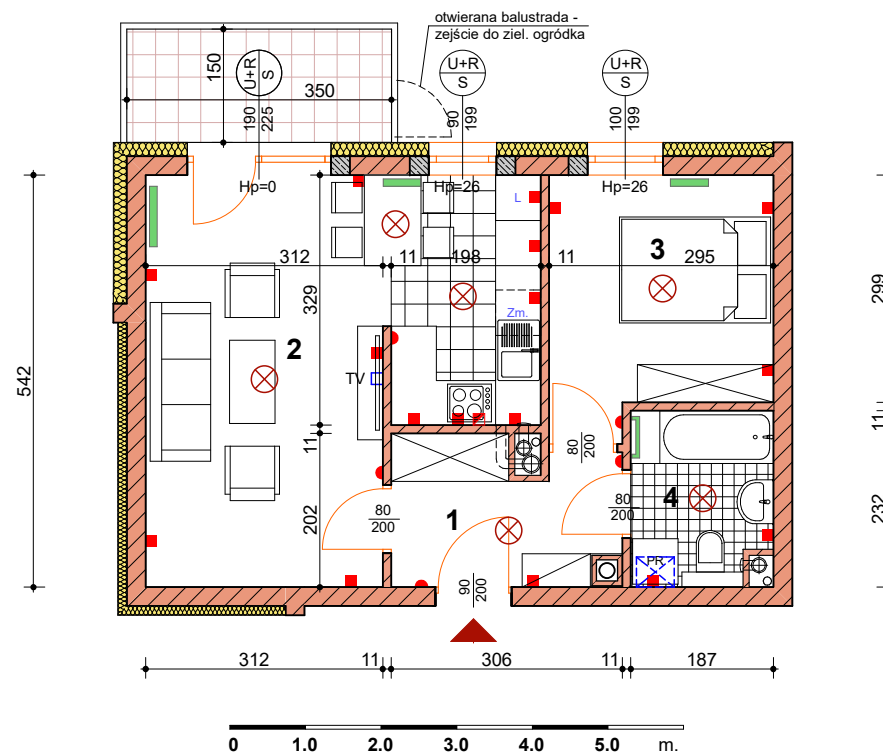 otwierana balustrada -
zejście do ziel. ogródka
150
350
U+R
S
190
225
U+R
S
90
199
U+R
S
100
199
Hp=0
Hp=26
Hp=26
L
312
11
198
11
295
3
299
329
Zm.
2
TV
542
11
11
80
200
80
200
80
200
4
1
202
232
PR
90
200
312
11
306
11
187
0
1.0
2.0
3.0
4.0
5.0
m.